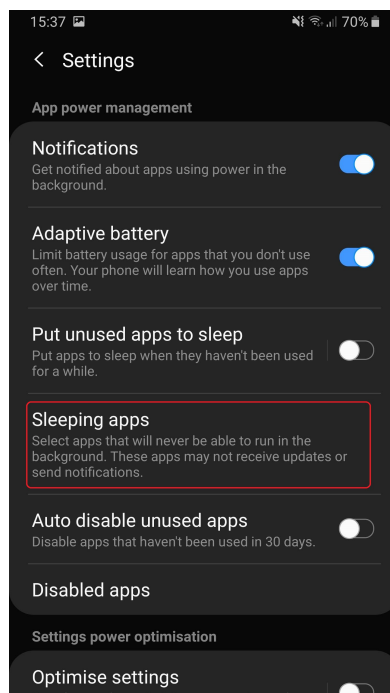 15:37 70%
Settings
App power management
Notifications
Get notified about apps using power in the
background.
Adaptive battery
Limit battery usage for apps that you don't use
often. Your phone will learn how you use apps
over time.
Put unused apps to sleep
Put apps to sleep when they haven't been used
for a while.
Sleeping apps
Select apps that will never be able to run in the
background. These apps may not receive updates or
send notifications.
Auto disable unused apps
Disable apps that haven't been used in 30 days.
Disabled apps
Settings power optimisation
Optimise settings